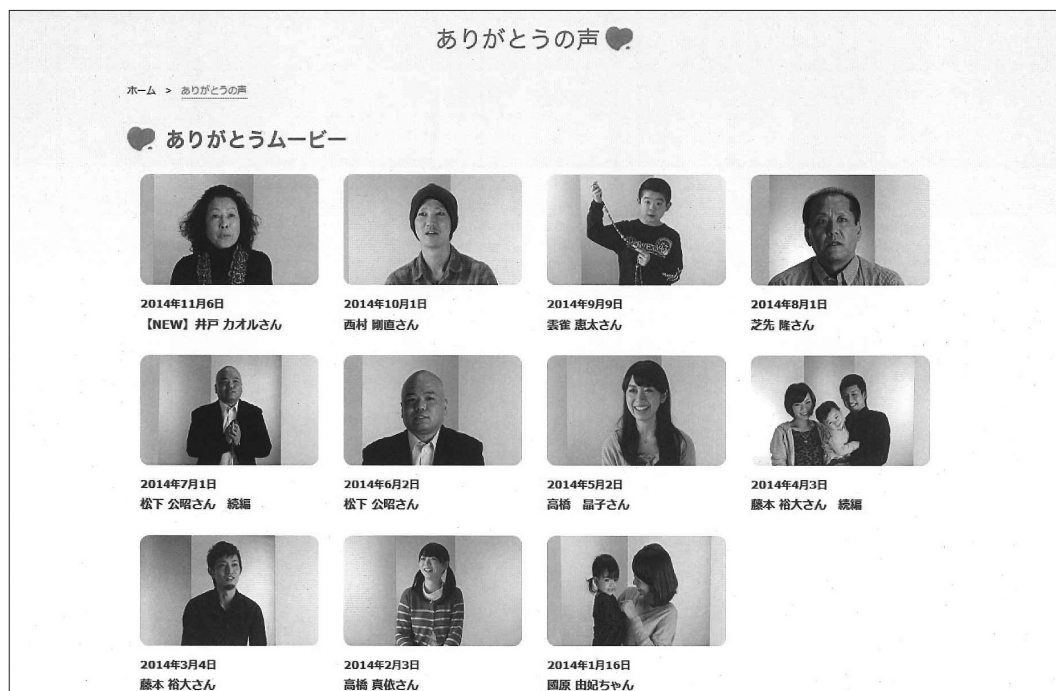 ありがとうの声
ホーム > ありがとうの声
ありがとうムービー
2014年11月6日
【NEW】井戸 カオルさん
2014年10月1日
西村 剛直さん
2014年9月9日
雲雀 恵太さん
2014年8月1日
芝先 隆さん
2014年7月1日
松下 公昭さん 続編
2014年6月2日
松下 公昭さん
2014年5月2日
高橋 晶子さん
2014年4月3日
藤本 裕大さん 続編
2014年3月4日
藤本 裕大さん
2014年2月3日
高橋 真依さん
2014年1月16日
國原 由妃ちゃん